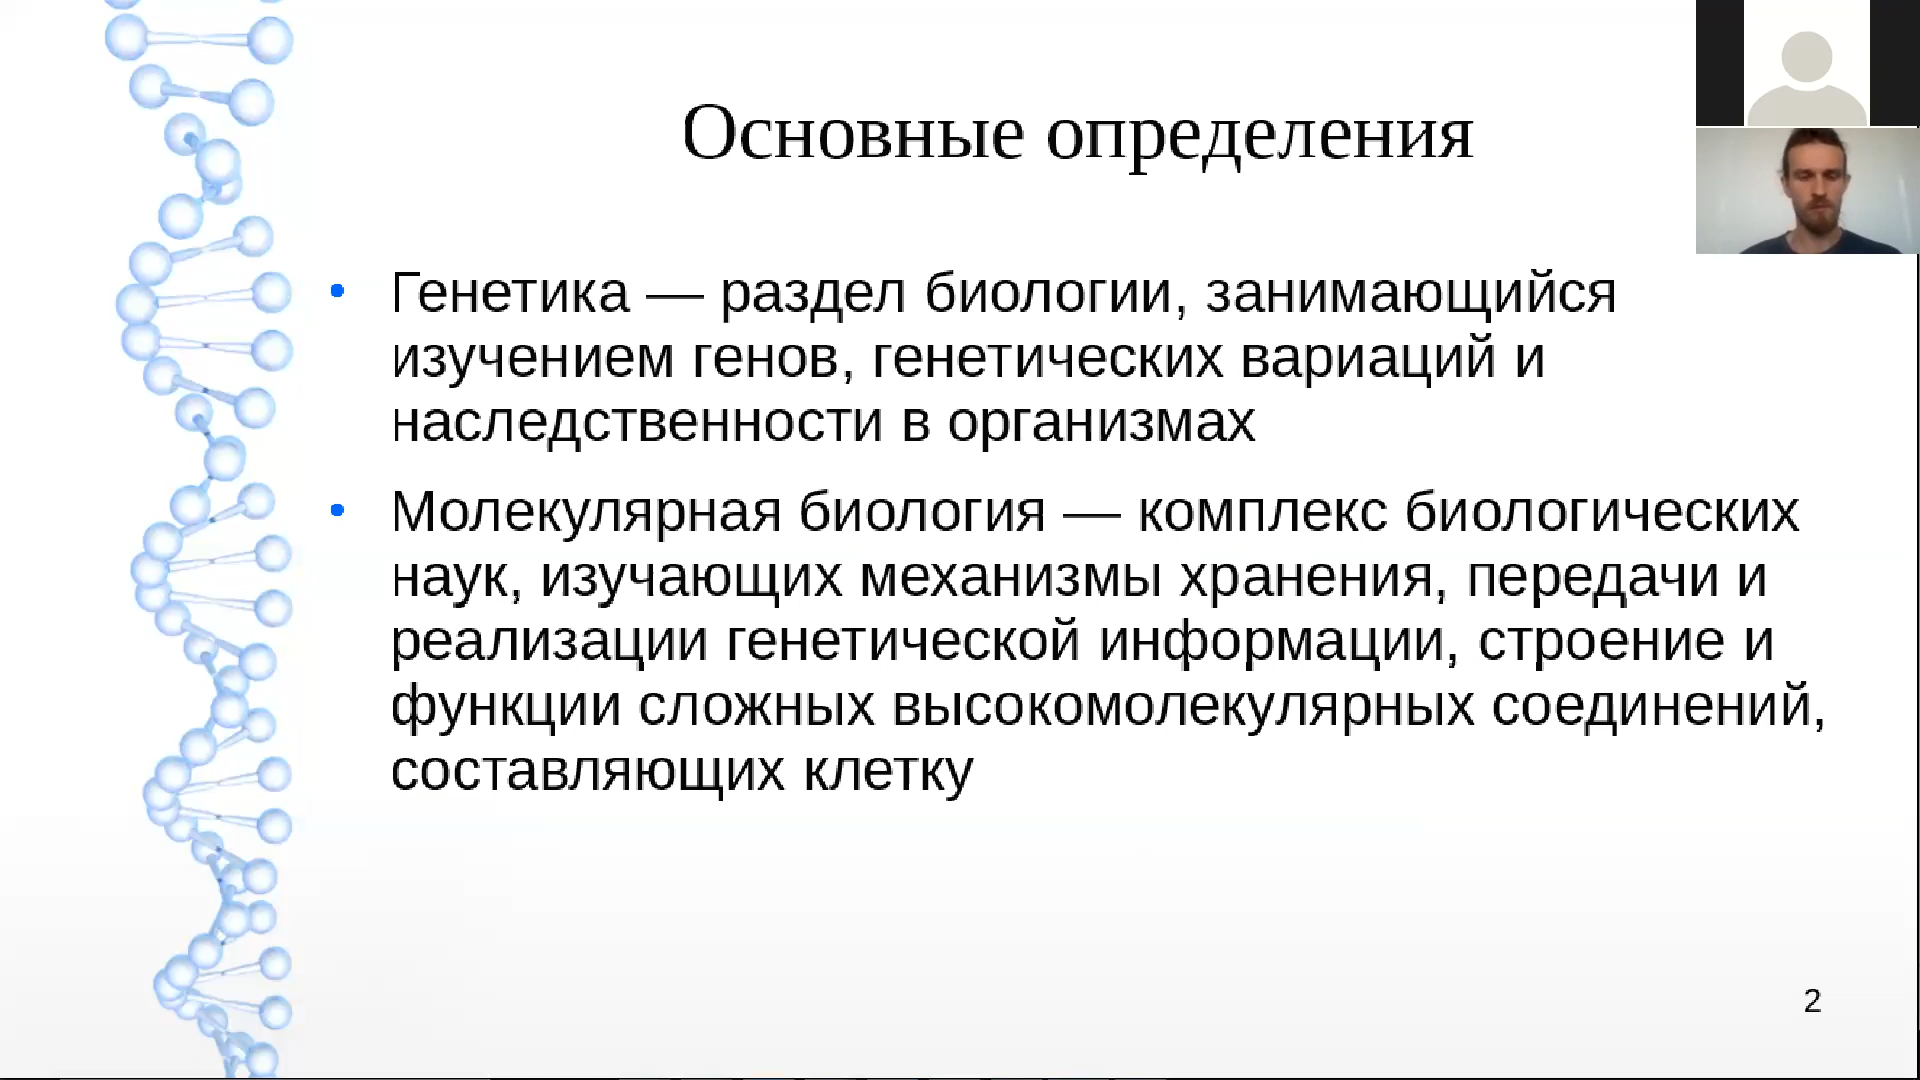 Основные определения
• Генетика — раздел биологии, занимающийся
изучением генов, генетических вариаций и
наследственности в организмах
• Молекулярная биология — комплекс биологических
наук, изучающих механизмы хранения, передачи и
реализации генетической информации, строение и
функции сложных высокомолекулярных соединений,
составляющих клетку
2